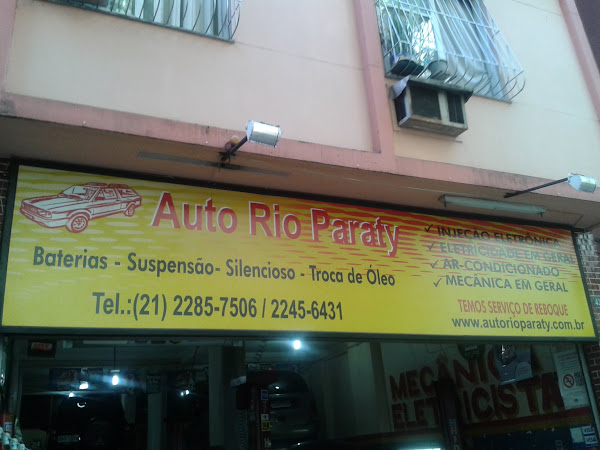 Auto Rio Paraty
Baterias - Suspensão- Silencioso - Troca de Óleo
Tel.:(21) 2285-7506 / 2245-6431
INJEÇÃO ELETRÔNICA
ELETRICIDADE EM GERAL
AR-CONDICIONADO
MECÂNICA EM GERAL
TEMOS SERVIÇO DE REBOQUE
www.autorioparaty.com.br
MECÂNICA
ELETRICISTA